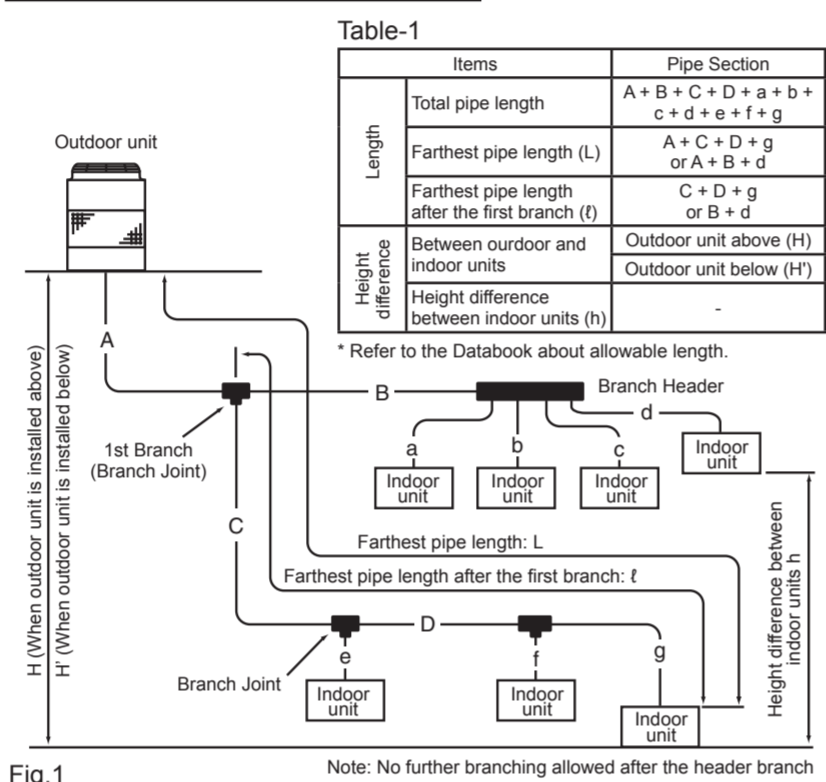 Table-1
Items
Pipe Section
Length
Total pipe length
A + B + C + D + a + b +
c + d + e + f + g
Farthest pipe length (L)
A + C + D + g
or A + B + d
Farthest pipe length
after the first branch (ℓ)
C + D + g
or B + d
Height
difference
Between ourdoor and
indoor units
Outdoor unit above (H)
Outdoor unit below (H')
Height difference
between indoor units (h)
-
* Refer to the Databook about allowable length.
Outdoor unit
H (When outdoor unit is installed above)
H' (When outdoor unit is installed below)
A
B
Branch Header
1st Branch
(Branch Joint)
a
b
c
d
Indoor
unit
Indoor
unit
Indoor
unit
Indoor
unit
C
Farthest pipe length: L
Farthest pipe length after the first branch: ℓ
Height difference between
indoor units h
D
Branch Joint
e
f
g
Indoor
unit
Indoor
unit
Indoor
unit
Fig.1
Note: No further branching allowed after the header branch